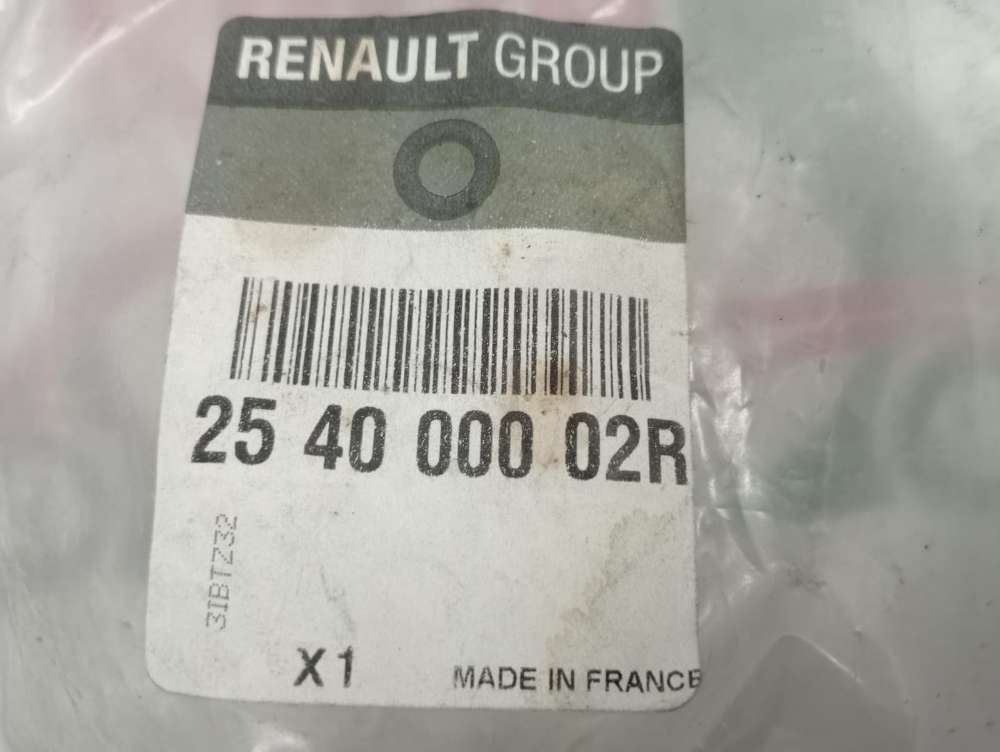 RENAULT GROUP
25 40 000 02R
3IBTZ32
X1
MADE IN FRANCE